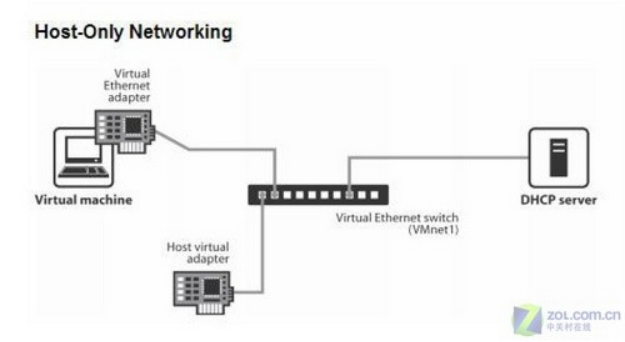 Host-Only Networking
Virtual
Ethernet
adapter
Virtual machine
DHCP server
Virtual Ethernet switch
(VMnet1)
Host virtual
adapter
ZOL.COM.CN
中关村在线